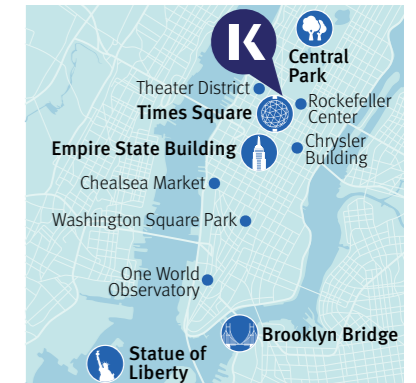 K
Central
Park
Theater District
Times Square
Rockefeller
Center
Empire State Building
Chrysler
Building
Chealsea Market
Washington Square Park
One World
Observatory
Brooklyn Bridge
Statue of
Liberty